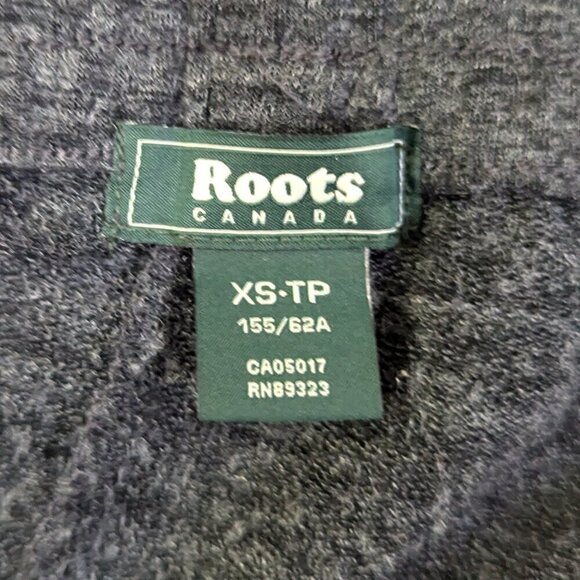 Roots
CANADA
XS•TP
155/62A
CA05017
RN89323